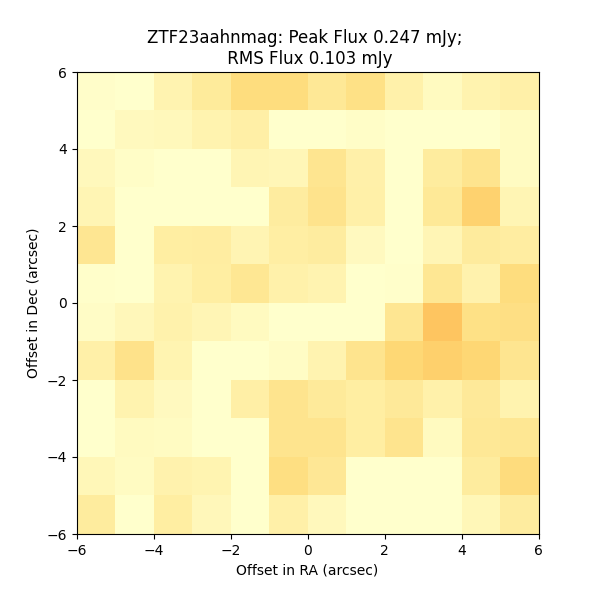 ZTF23aahnmag: Peak Flux 0.247 mJy;
RMS Flux 0.103 mJy
6
4
2
0
−2
−4
−6
Offset in Dec (arcsec)
−6 −4 −2 0 2 4 6
Offset in RA (arcsec)